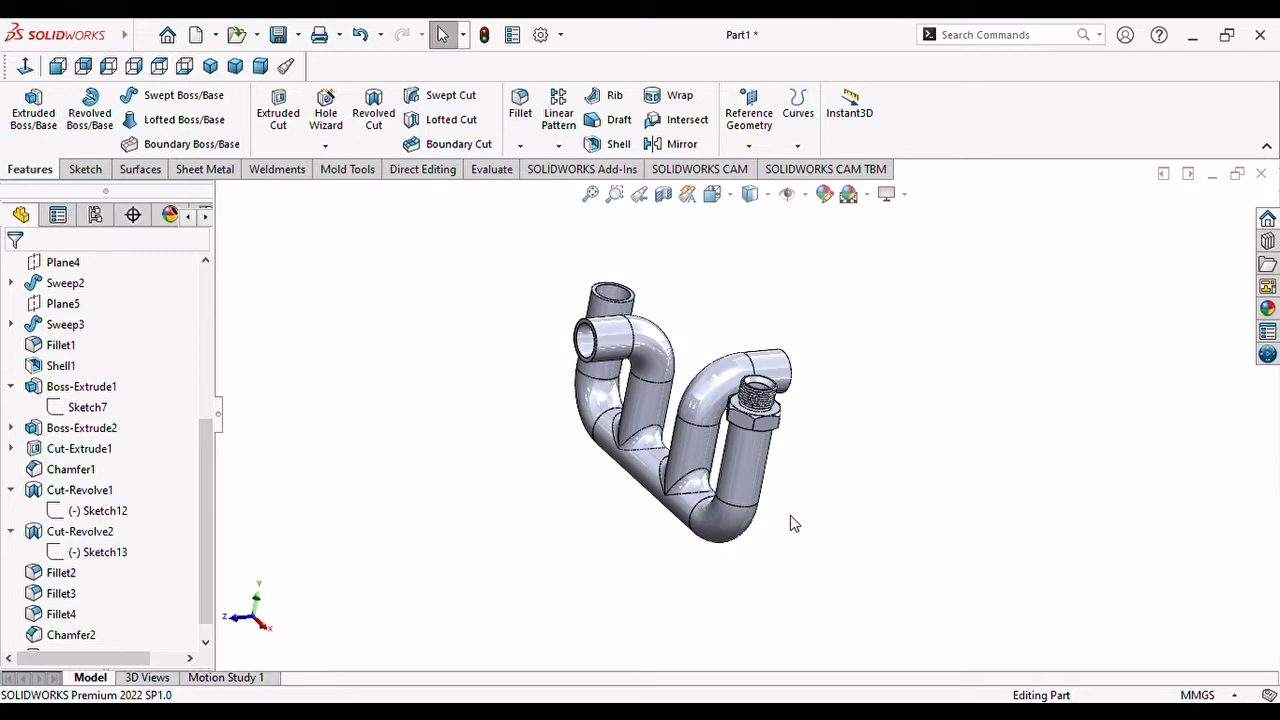 SOLIDWORKS
Part1 *
Search Commands
Extruded Boss/Base
Revolved Boss/Base
Swept Boss/Base
Lofted Boss/Base
Boundary Boss/Base
Extruded Cut
Hole Wizard
Revolved Cut
Swept Cut
Lofted Cut
Boundary Cut
Fillet
Linear Pattern
Rib
Draft
Shell
Wrap
Intersect
Mirror
Reference Geometry
Curves
Instant3D
Features
Sketch
Surfaces
Sheet Metal
Weldments
Mold Tools
Direct Editing
Evaluate
SOLIDWORKS Add-Ins
SOLIDWORKS CAM
SOLIDWORKS CAM TBM
Plane4
Sweep2
Plane5
Sweep3
Fillet1
Shell1
Boss-Extrude1
Sketch7
Boss-Extrude2
Cut-Extrude1
Chamfer1
Cut-Revolve1
(-) Sketch12
Cut-Revolve2
(-) Sketch13
Fillet2
Fillet3
Fillet4
Chamfer2
Y
Z
X
Model
3D Views
Motion Study 1
SOLIDWORKS Premium 2022 SP1.0
Editing Part
MMGS